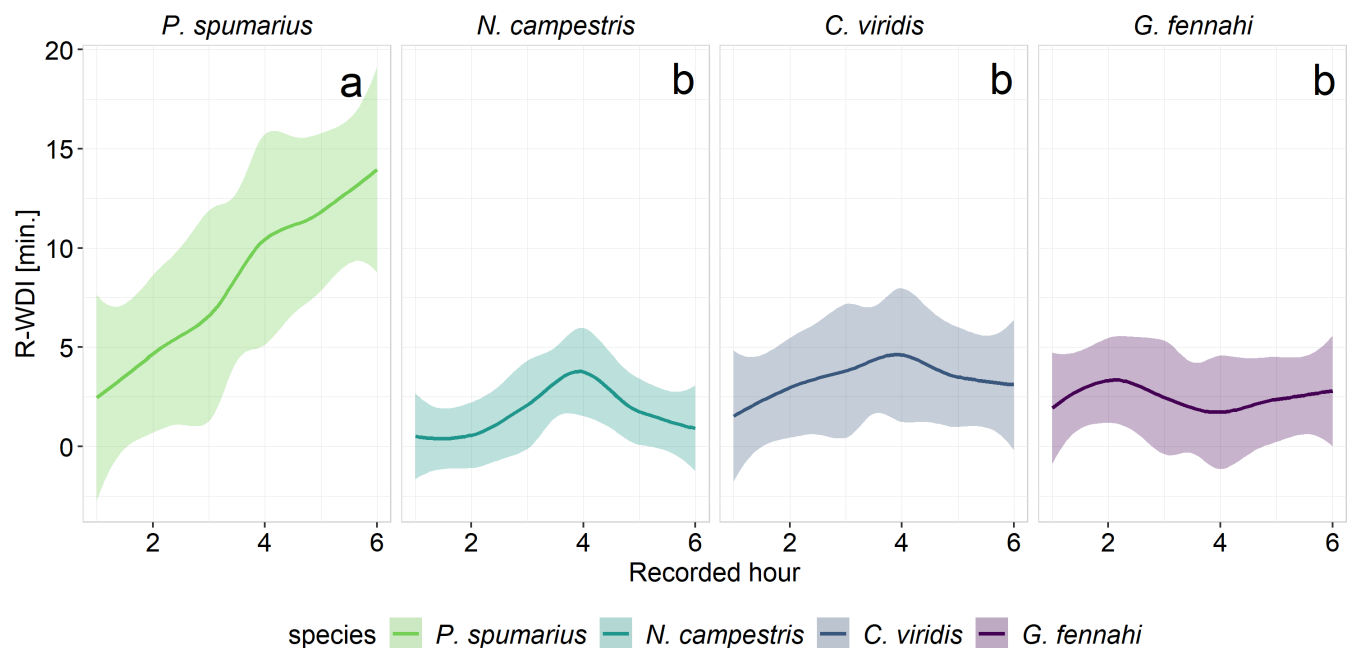 P. spumarius N. campestris C. viridis G. fennahi
a b b b
20
15
10
5
0
R-WDI [min.]
2 4 6 2 4 6 2 4 6 2 4 6
Recorded hour
species P. spumarius N. campestris C. viridis G. fennahi